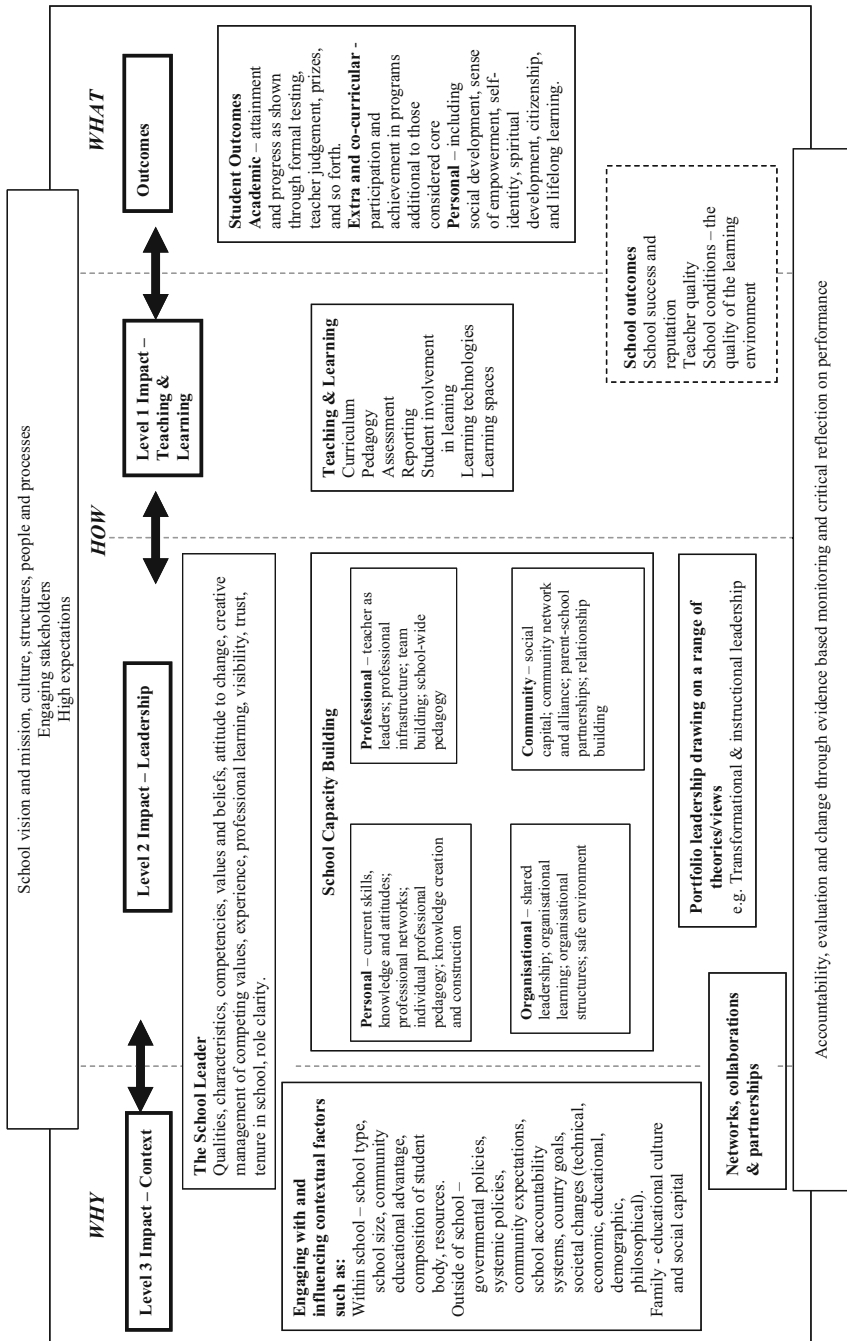 School vision and mission, culture, structures, people and processes
Engaging stakeholders
High expectations
WHY
HOW
WHAT
Level 3 Impact – Context
Level 2 Impact – Leadership
Level 1 Impact –
Teaching &
Learning
Outcomes
The School Leader
Qualities, characteristics, competencies, values and beliefs, attitude to change, creative
management of competing values, experience, professional learning, visibility, trust,
tenure in school, role clarity.
Engaging with and
influencing contextual factors
such as:
Within school – school type,
school size, community
educational advantage,
composition of student
body, resources.
Outside of school –
governmental policies,
systemic policies,
community expectations,
school accountability
systems, country goals,
societal changes (technical,
economic, educational,
demographic,
philosophical).
Family - educational culture
and social capital
School Capacity Building
Personal – current skills,
knowledge and attitudes;
professional networks;
individual professional
pedagogy; knowledge creation
and construction
Professional – teacher as
leaders; professional
infrastructure; team
building; school-wide
pedagogy
Organisational – shared
leadership; organisational
learning; organisational
structures; safe environment
Community – social
capital; community network
and alliance; parent-school
partnerships; relationship
building
Teaching & Learning
Curriculum
Pedagogy
Assessment
Reporting
Student involvement
in leaning
Learning technologies
Learning spaces
Student Outcomes
Academic – attainment
and progress as shown
through formal testing,
teacher judgement, prizes,
and so forth.
Extra and co-curricular -
participation and
achievement in programs
additional to those
considered core
Personal – including
social development, sense
of empowerment, self-
identity, spiritual
development, citizenship,
and lifelong learning.
Networks, collaborations
& partnerships
Portfolio leadership drawing on a range of
theories/views
e.g. Transformational & instructional leadership
School outcomes
School success and
reputation
Teacher quality
School conditions – the
quality of the learning
environment
Accountability, evaluation and change through evidence based monitoring and critical reflection on performance